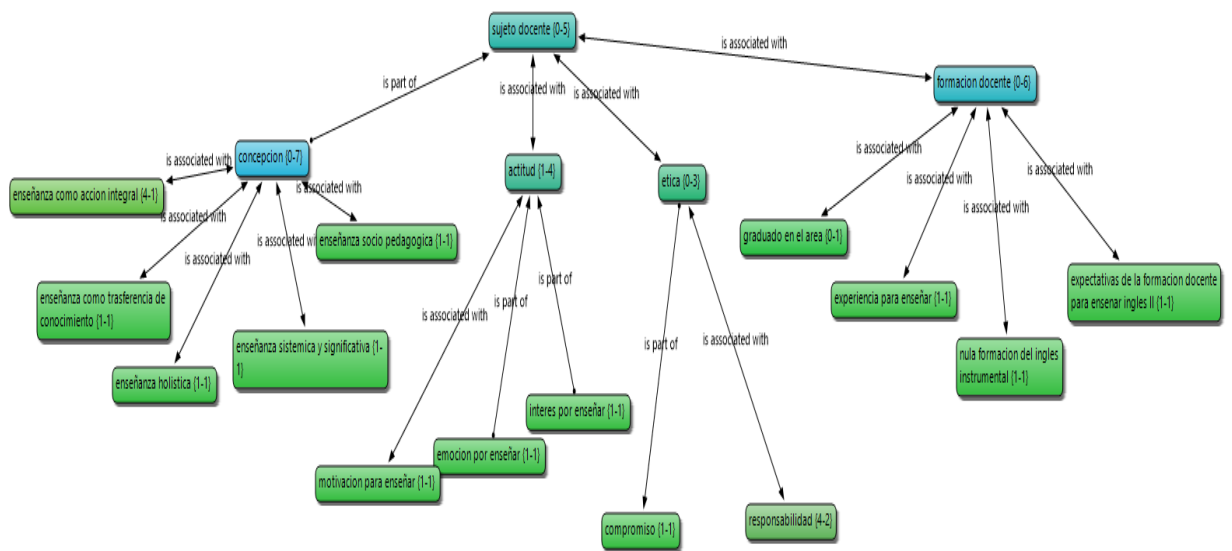 sujeto docente {0-5}
is associated with
formacion docente {0-6}
is part of
is associated with
is associated with
concepcion {0-7}
is associated with
actitud {1-4}
etica {0-3}
is associated with
is associated with
is associated with
is associated with
enseñanza como accion integral {4-1}
is associated with
is associated with
is associated wi
enseñanza socio pedagogica {1-1}
graduado en el area {0-1}
is associated with
is associated with
enseñanza como trasferencia de
conocimiento {1-1}
experiencia para enseñar {1-1}
expectativas de la formacion docente
para ensenar ingles II {1-1}
is associated with
is part of
is part of
is part of
is associated with
enseñanza holistica {1-1}
enseñanza sistemica y significativa {1-
1}
nula formacion del ingles
instrumental {1-1}
interes por enseñar {1-1}
emocion por enseñar {1-1}
motivacion para enseñar {1-1}
compromiso {1-1}
responsabilidad {4-2}